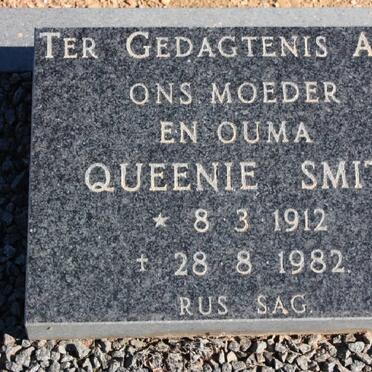 TER GEDAGTENIS A
ONS MOEDER
EN OUMA
QUEENIE SMIT
* 8 3 1912
† 28 8 1982.
RUS SAG.